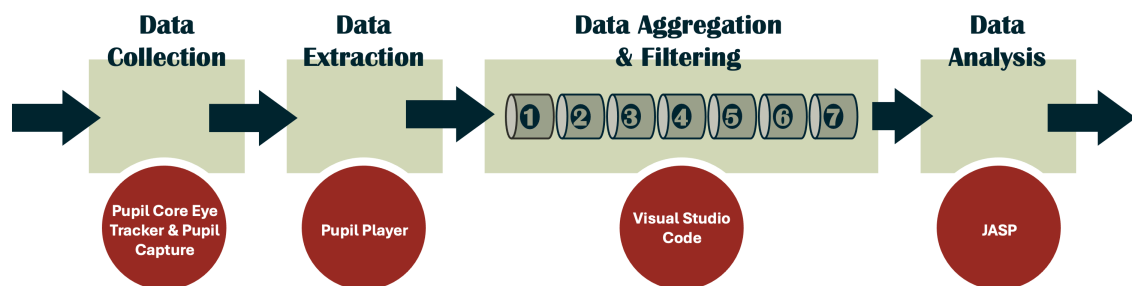 Data
Collection
Data
Extraction
Data Aggregation
& Filtering
Data
Analysis
1 2 3 4 5 6 7
Pupil Core Eye
Tracker & Pupil
Capture
Pupil Player
Visual Studio
Code
JASP